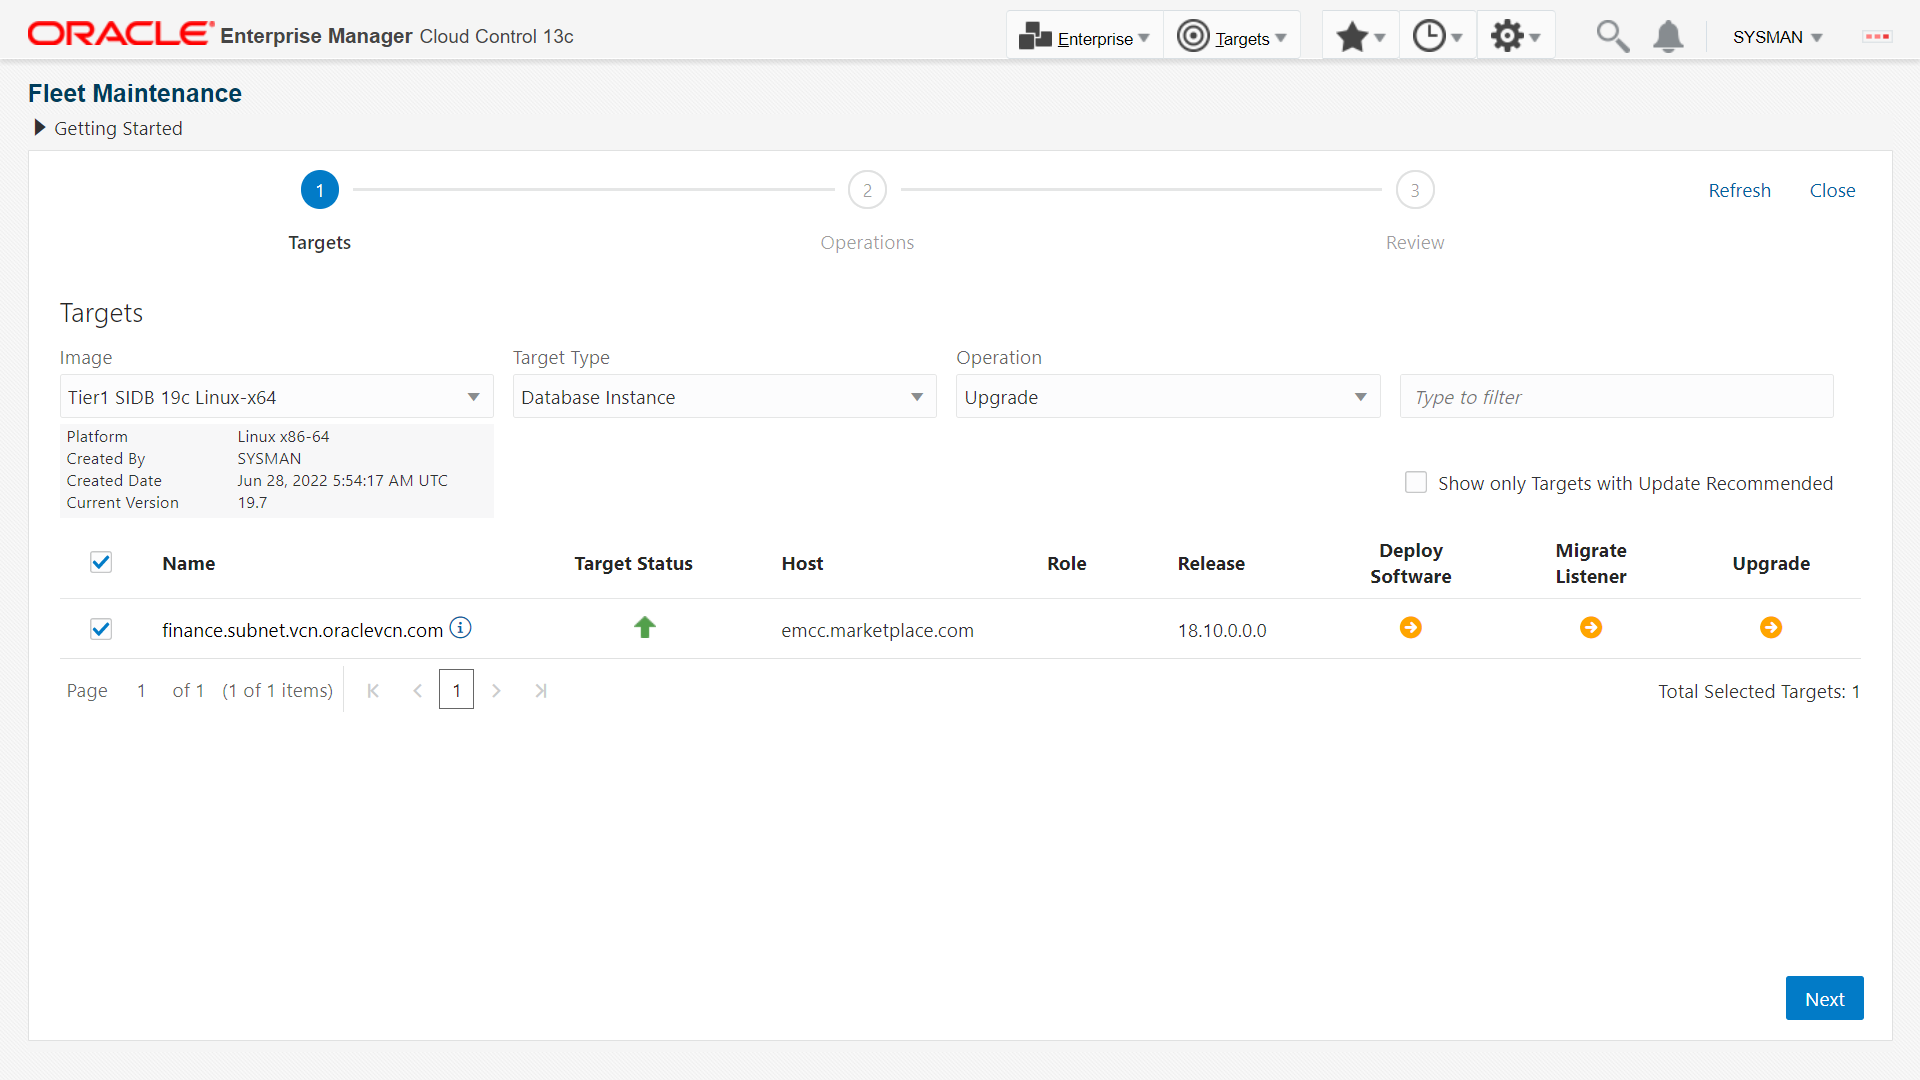 ORACLE Enterprise Manager Cloud Control 13c
Enterprise
Targets
SYSMAN
Fleet Maintenance
Getting Started
1
2
3
Refresh
Close
Targets
Operations
Review
Targets
Image
Target Type
Operation
Tier1 SIDB 19c Linux-x64
Database Instance
Upgrade
Type to filter
Platform Linux x86-64
Created By SYSMAN
Created Date Jun 28, 2022 5:54:17 AM UTC
Current Version 19.7
Show only Targets with Update Recommended
Name
Target Status
Host
Role
Release
Deploy
Software
Migrate
Listener
Upgrade
finance.subnet.vcn.oraclevcn.com
emcc.marketplace.com
18.10.0.0.0
Page 1 of 1 (1 of 1 items)
1
Total Selected Targets: 1
Next